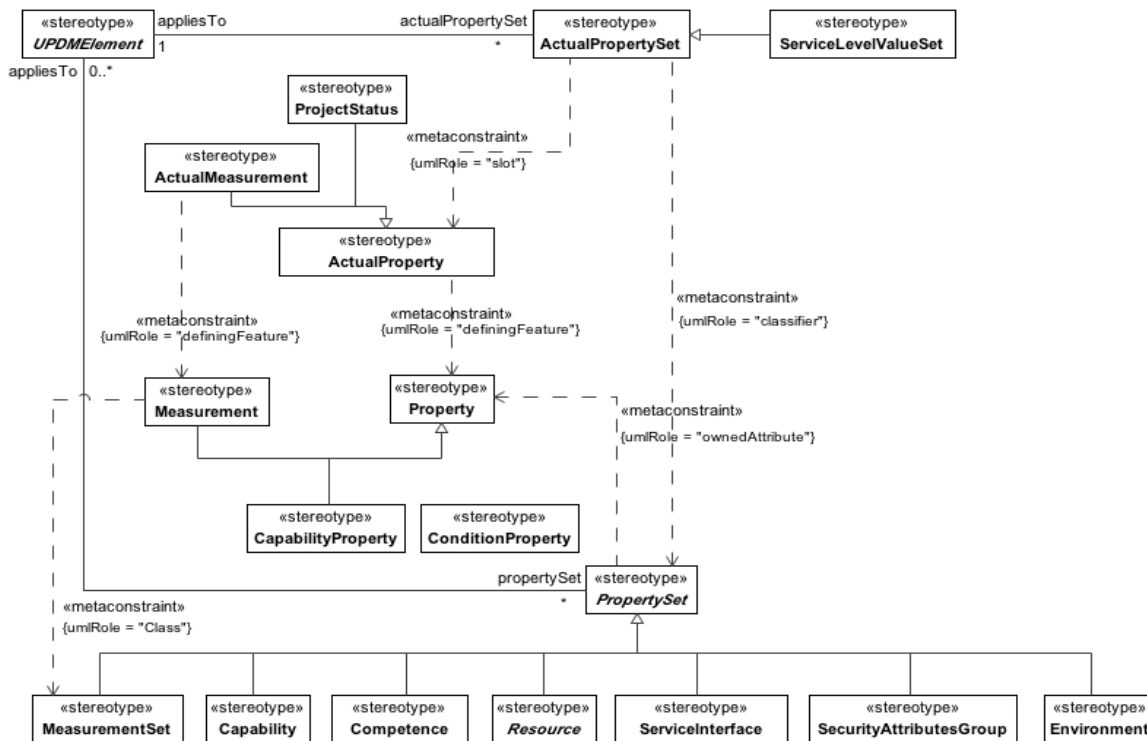 «stereotype»
UPDMElement
appliesTo
1
actualPropertySet
*
«stereotype»
ActualPropertySet
«stereotype»
ServiceLevelValueSet
appliesTo
0..*
«stereotype»
ProjectStatus
«metaconstraint»
{umlRole = "slot"}
«stereotype»
ActualMeasurement
«stereotype»
ActualProperty
«metaconstraint»
{umlRole = "definingFeature"}
«metaconstraint»
{umlRole = "definingFeature"}
«metaconstraint»
{umlRole = "classifier"}
«stereotype»
Measurement
«stereotype»
Property
«metaconstraint»
{umlRole = "ownedAttribute"}
«stereotype»
CapabilityProperty
«stereotype»
ConditionProperty
propertySet
*
«stereotype»
PropertySet
«metaconstraint»
{umlRole = "Class"}
«stereotype»
MeasurementSet
«stereotype»
Capability
«stereotype»
Competence
«stereotype»
Resource
«stereotype»
ServiceInterface
«stereotype»
SecurityAttributesGroup
«stereotype»
Environment